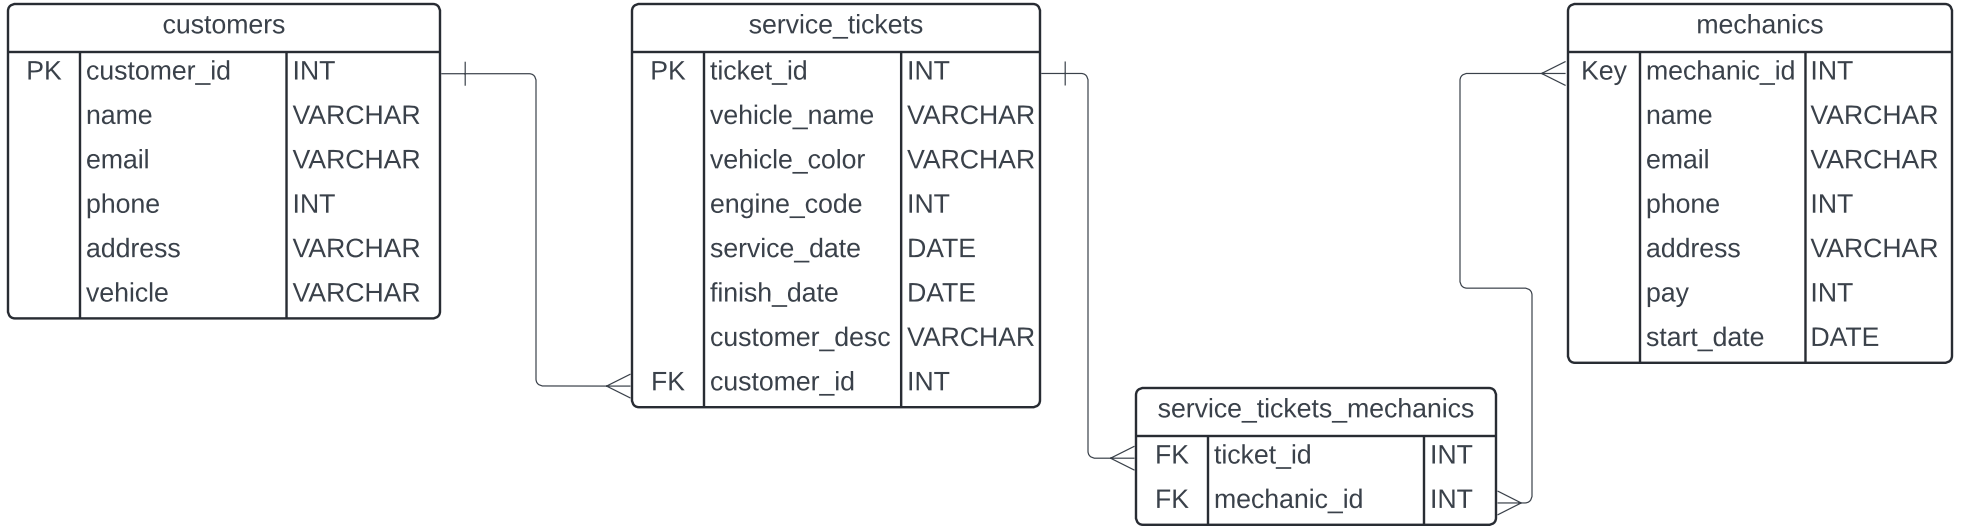 customers
PK customer_id INT
name VARCHAR
email VARCHAR
phone INT
address VARCHAR
vehicle VARCHAR
service_tickets
PK ticket_id INT
vehicle_name VARCHAR
vehicle_color VARCHAR
engine_code INT
service_date DATE
finish_date DATE
customer_desc VARCHAR
FK customer_id INT
service_tickets_mechanics
FK ticket_id INT
FK mechanic_id INT
mechanics
Key mechanic_id INT
name VARCHAR
email VARCHAR
phone INT
address VARCHAR
pay INT
start_date DATE